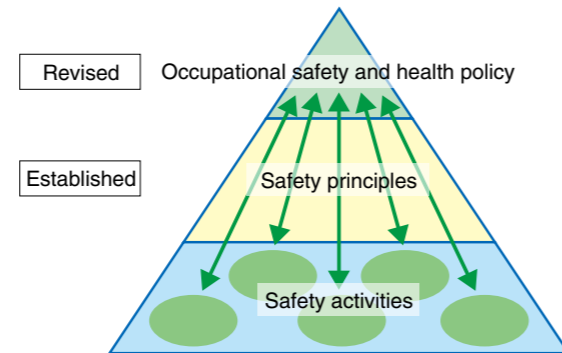 Revised
Occupational safety and health policy
Established
Safety principles
Safety activities